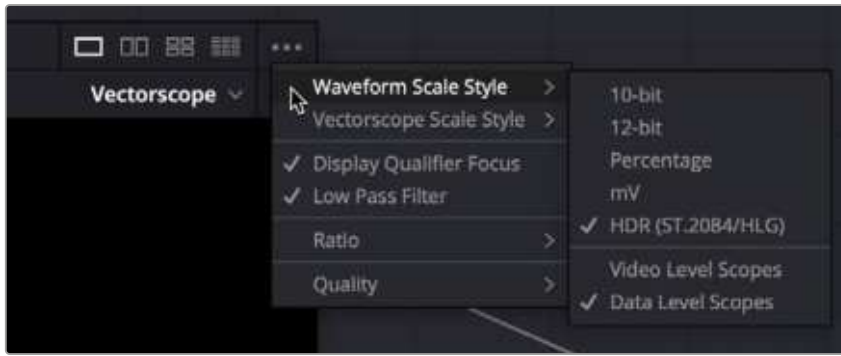 Vectorscope
Waveform Scale Style
Vectorscope Scale Style
Display Qualifier Focus
Low Pass Filter
Ratio
Quality
10-bit
12-bit
Percentage
mV
HDR (ST.2084/HLG)
Video Level Scopes
Data Level Scopes